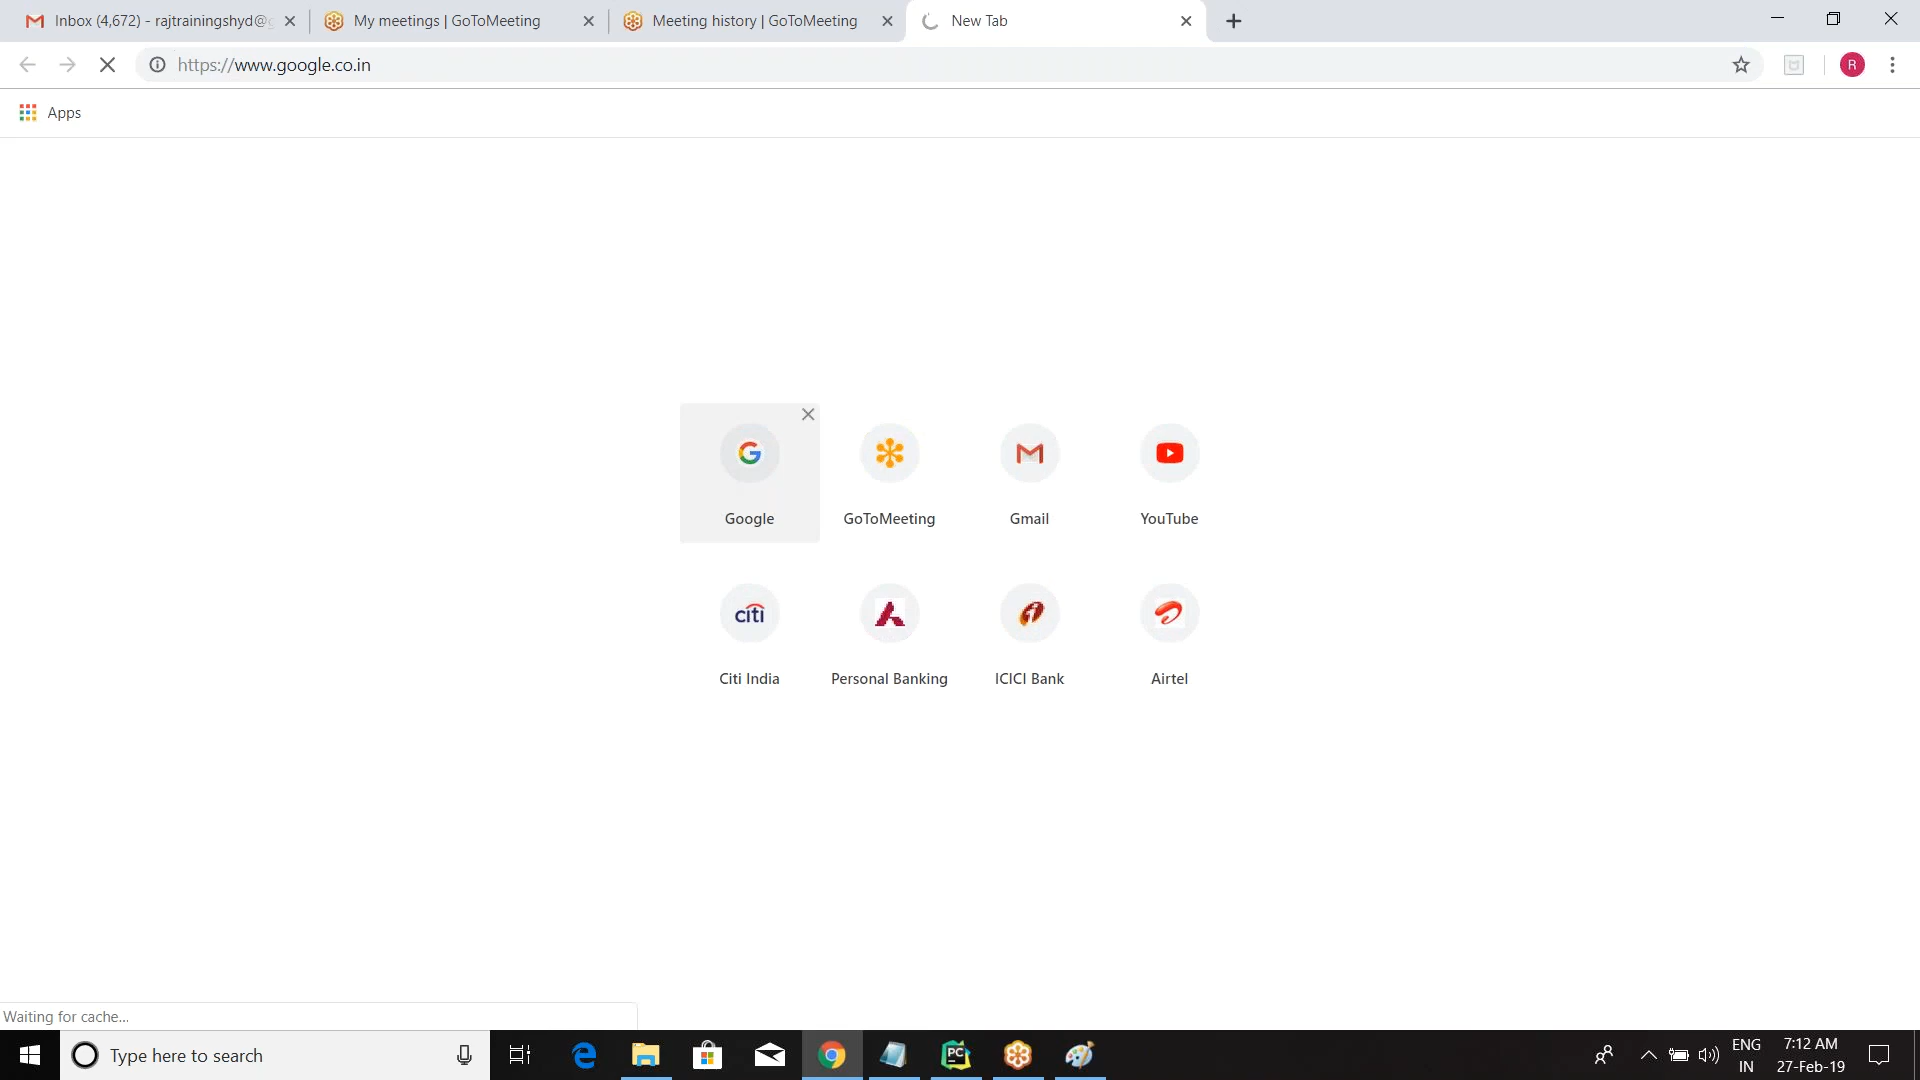 Inbox (4,672) - rajtrainingshyd@g
My meetings | GoToMeeting
Meeting history | GoToMeeting
New Tab
https://www.google.co.in
R
Apps
Google
GoToMeeting
Gmail
YouTube
citi
Citi India
Personal Banking
ICICI Bank
Airtel
Waiting for cache...
Type here to search
PC
ENG
IN
7:12 AM
27-Feb-19